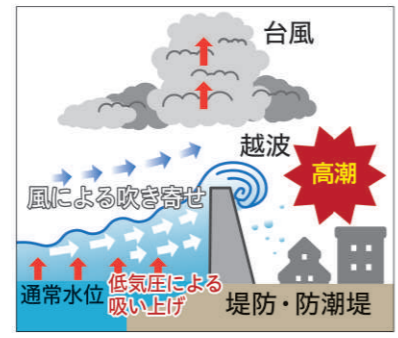 台風
越波
高潮
風による吹き寄せ
通常水位
低気圧による
吸い上げ
堤防・防潮堤